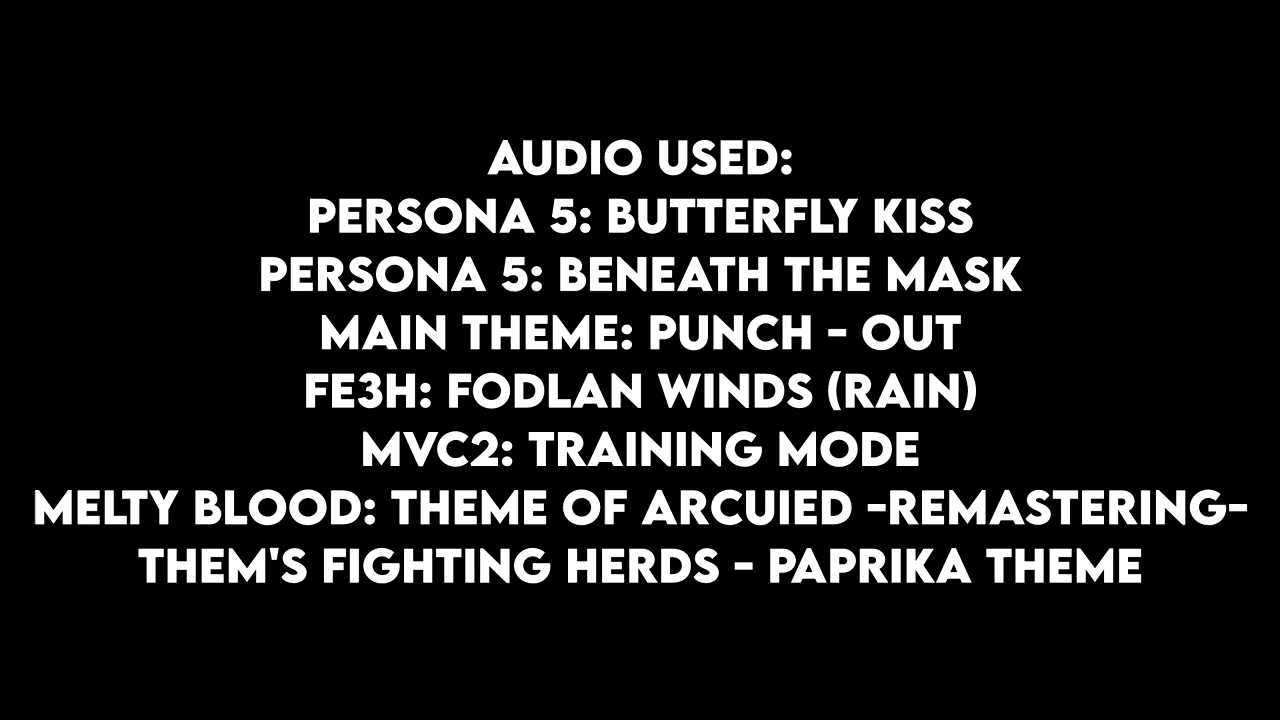 AUDIO USED:
PERSONA 5: BUTTERFLY KISS
PERSONA 5: BENEATH THE MASK
MAIN THEME: PUNCH - OUT
FE3H: FODLAN WINDS (RAIN)
MVC2: TRAINING MODE
MELTY BLOOD: THEME OF ARCUIED -REMASTERING-
THEM'S FIGHTING HERDS - PAPRIKA THEME